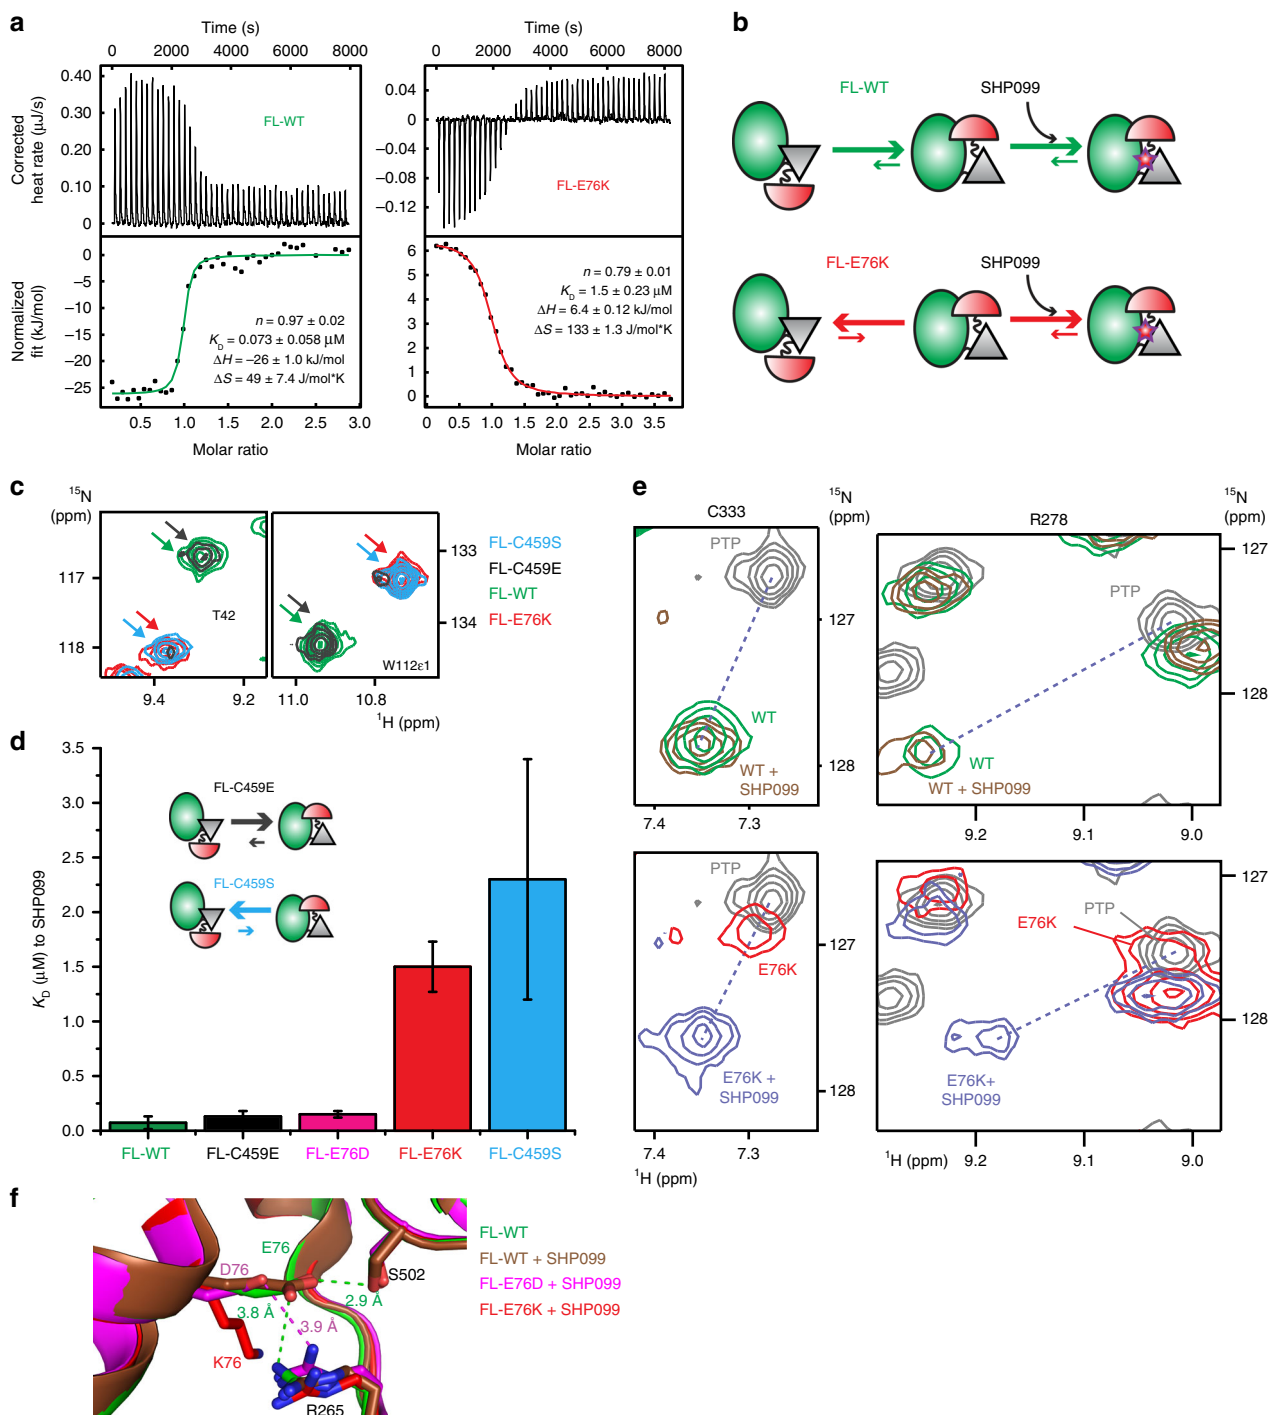 a
Time (s)
0 2000 4000 6000 8000
Corrected
heat rate (μJ/s)
0.40
0.30
0.20
0.10
0
FL-WT
Normalized
fit (kJ/mol)
0
−5
−10
−15
−20
−25
n = 0.97 ± 0.02
KD = 0.073 ± 0.058 μM
ΔH = −26 ± 1.0 kJ/mol
ΔS = 49 ± 7.4 J/mol*K
0.5 1.0 1.5 2.0 2.5 3.0
Molar ratio
Time (s)
0 2000 4000 6000 8000
0.04
0
−0.04
−0.08
−0.12
FL-E76K
6
5
4
3
2
1
0
n = 0.79 ± 0.01
KD = 1.5 ± 0.23 μM
ΔH = 6.4 ± 0.12 kJ/mol
ΔS = 133 ± 1.3 J/mol*K
0 0.5 1.0 1.5 2.0 2.5 3.0 3.5
Molar ratio
b
FL-WT
SHP099
FL-E76K
SHP099
c
15N
(ppm)
117
118
T42
9.4 9.2
W112ε1
11.0 10.8
1H (ppm)
133
134
FL-C459S
FL-C459E
FL-WT
FL-E76K
d
KD (μM) to SHP099
3.5
3.0
2.5
2.0
1.5
1.0
0.5
0.0
FL-C459E
FL-C459S
FL-WT FL-C459E FL-E76D FL-E76K FL-C459S
e
C333
15N
(ppm)
PTP
127
WT
WT +
SHP099
128
7.4 7.3
R278
15N
(ppm)
127
PTP
128
WT
WT + SHP099
9.2 9.1 9.0
PTP
127
E76K
E76K +
SHP099
128
7.4 7.3
1H (ppm)
127
PTP
E76K
128
E76K+
SHP099
1H (ppm) 9.2 9.1 9.0
f
E76
D76
S502
2.9 Å
3.8 Å
3.9 Å
K76
R265
FL-WT
FL-WT + SHP099
FL-E76D + SHP099
FL-E76K + SHP099